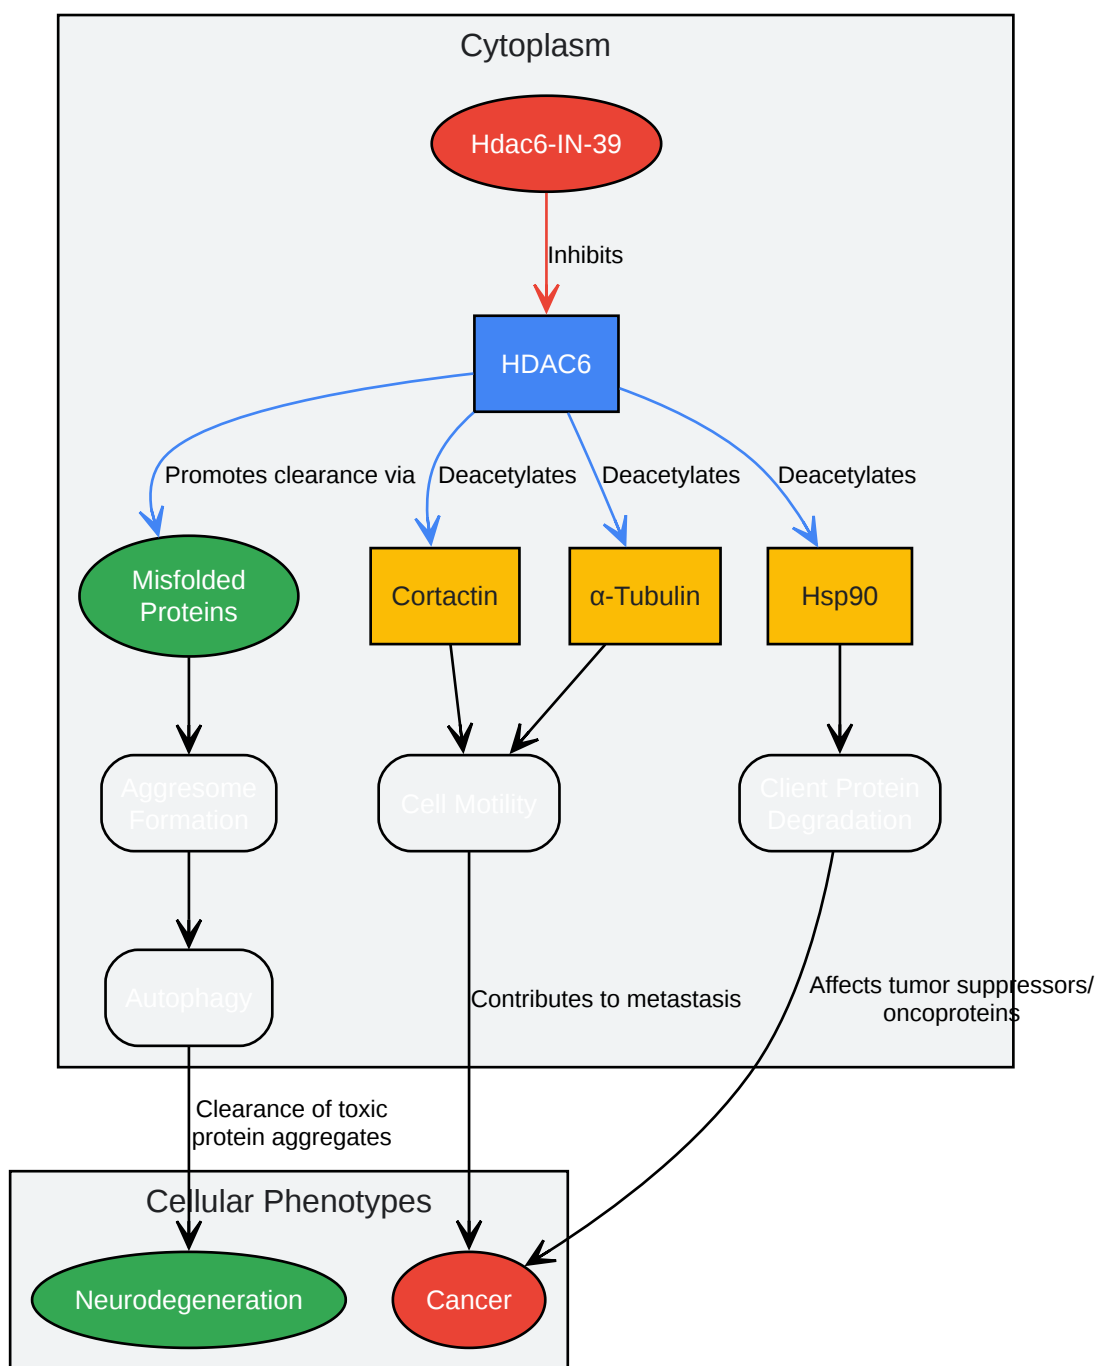 Cytoplasm
Hdac6-IN-39
Inhibits
HDAC6
Promotes clearance via
Deacetylates
Deacetylates
Deacetylates
Misfolded
Proteins
Cortactin
α-Tubulin
Hsp90
Aggresome
Formation
Cell Motility
Client Protein
Degradation
Autophagy
Contributes to metastasis
Affects tumor suppressors/
oncoproteins
Clearance of toxic
protein aggregates
Cellular Phenotypes
Neurodegeneration
Cancer